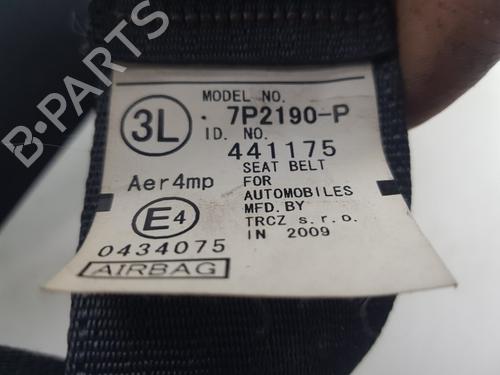 MODEL NO.
3L
· 7P2190-P
ID. NO.
441175
SEAT BELT
FOR
AUTOMOBILES
MFD. BY
TRCZ s.r.o.
IN 2009
Aer4mp
E4
0434075
AIRBAG
B-Parts